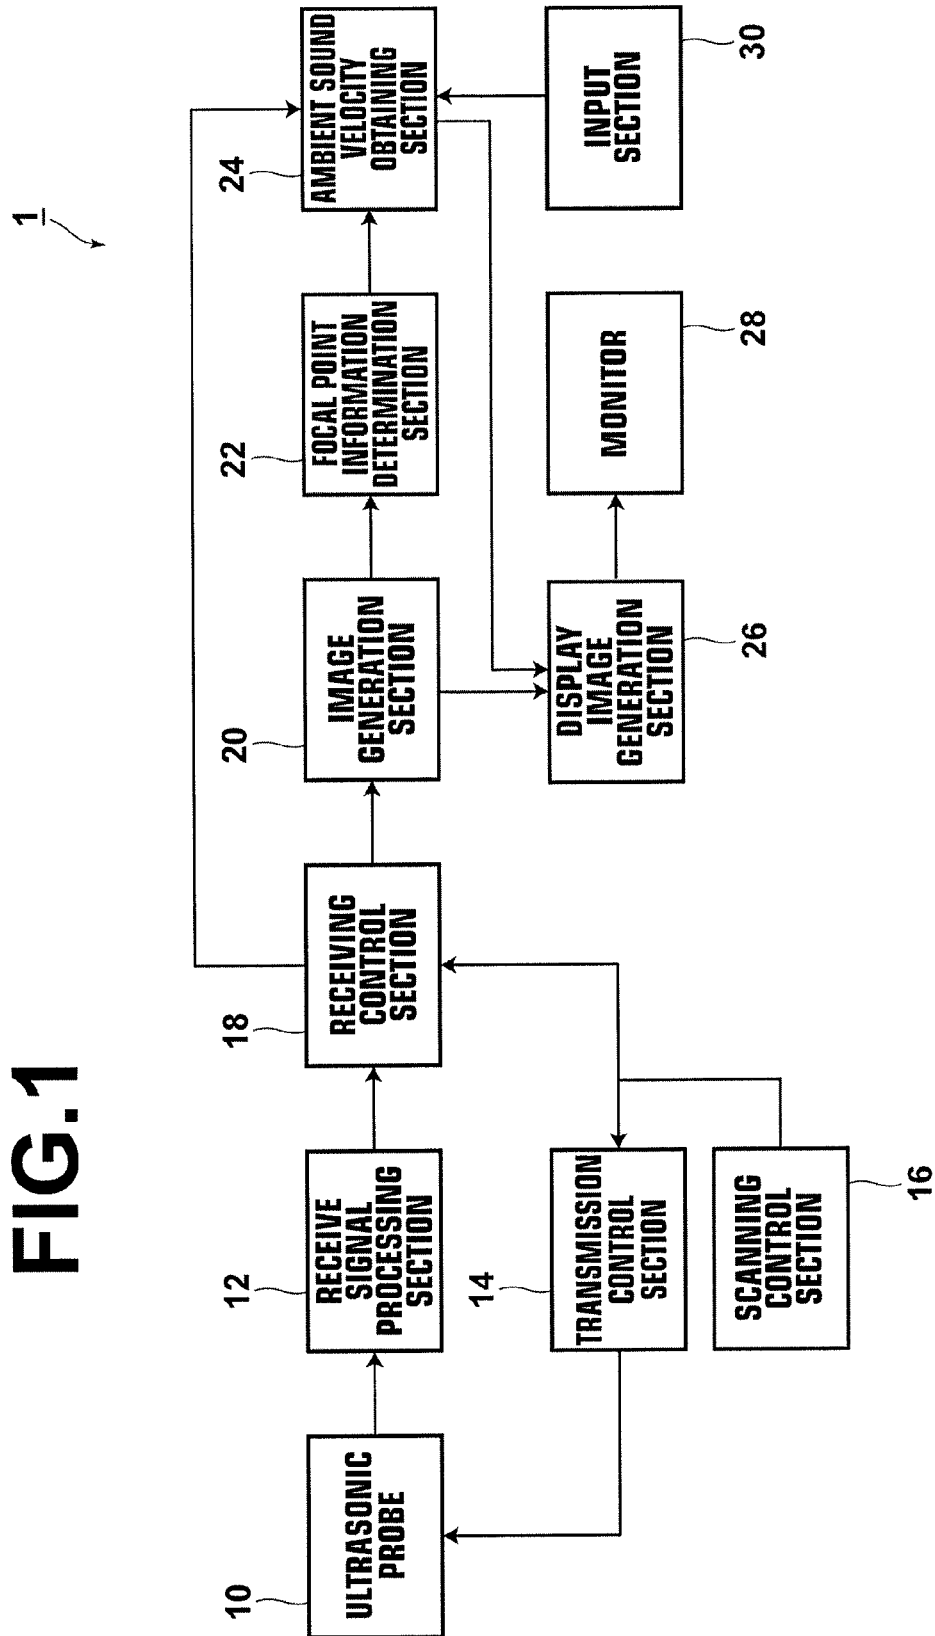 FIG.1
1
10
ULTRASONIC
PROBE
12
RECEIVE
SIGNAL
PROCESSING
SECTION
18
RECEIVING
CONTROL
SECTION
20
IMAGE
GENERATION
SECTION
22
FOCAL POINT
INFORMATION
DETERMINATION
SECTION
24
AMBIENT SOUND
VELOCITY
OBTAINING
SECTION
14
TRANSMISSION
CONTROL
SECTION
DISPLAY
IMAGE
GENERATION
SECTION
26
MONITOR
28
INPUT
SECTION
30
SCANNING
CONTROL
SECTION
16